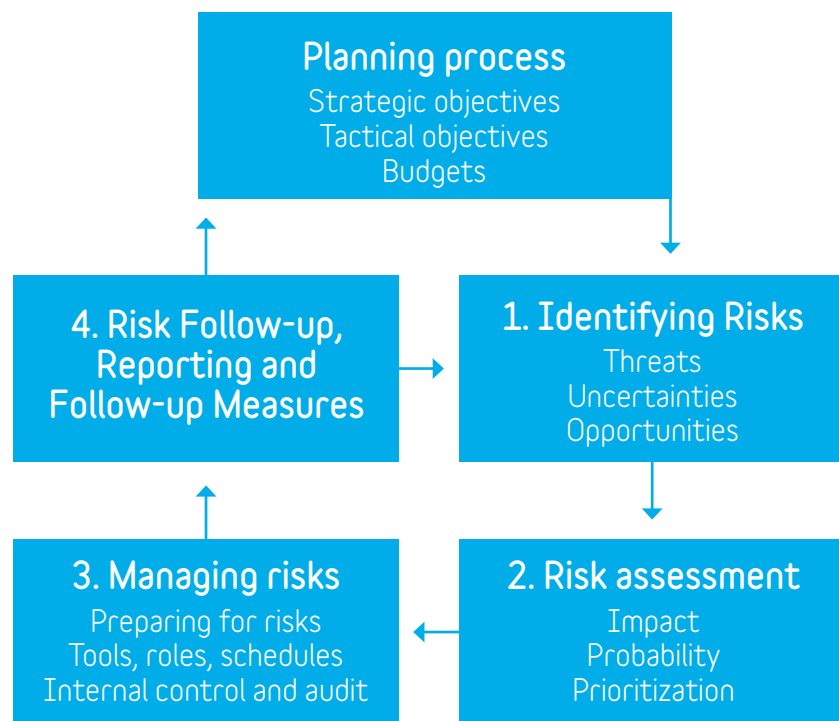 Planning process
Strategic objectives
Tactical objectives
Budgets
4. Risk Follow-up,
Reporting and
Follow-up Measures
1. Identifying Risks
Threats
Uncertainties
Opportunities
3. Managing risks
Preparing for risks
Tools, roles, schedules
Internal control and audit
2. Risk assessment
Impact
Probability
Prioritization